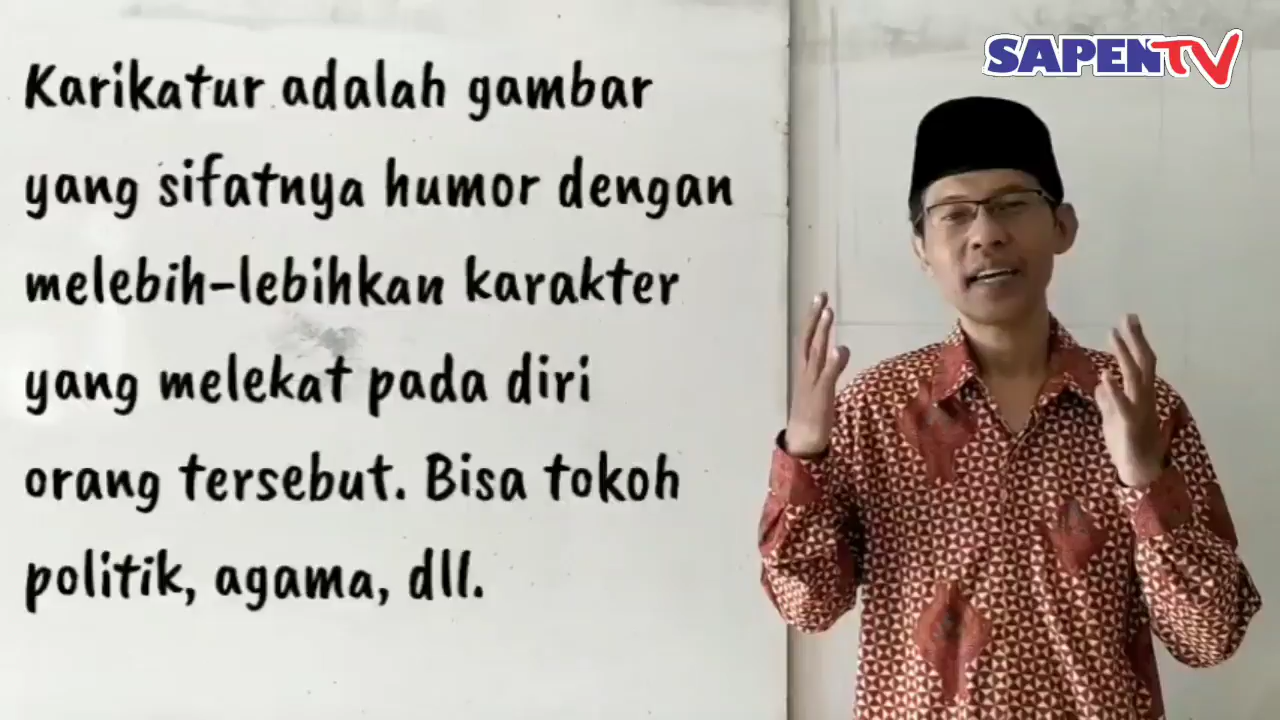 SAPENTV
Karikatur adalah gambar
yang sifatnya humor dengan
melebih-lebihkan karakter
yang melekat pada diri
orang tersebut. Bisa tokoh
politik, agama, dll.